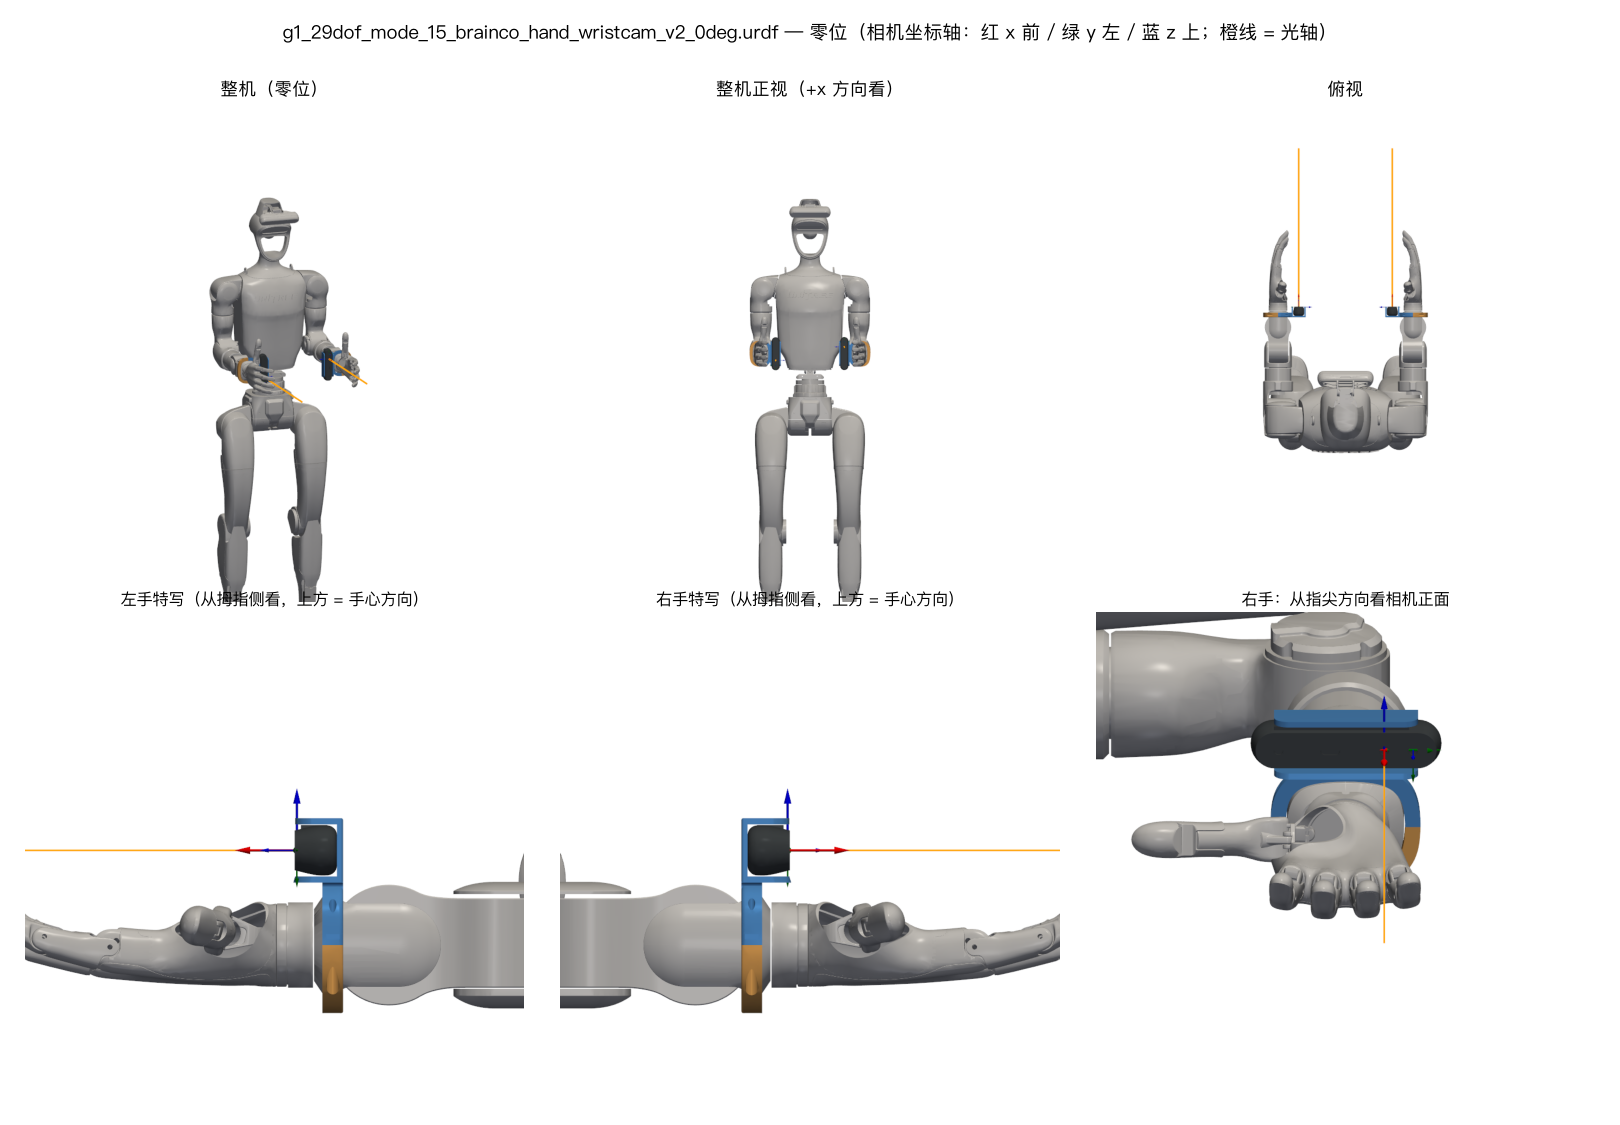 g1_29dof_mode_15_brainco_hand_wristcam_v2_0deg.urdf — 零位（相机坐标轴：红 x 前 / 绿 y 左 / 蓝 z 上；橙线 = 光轴）
整机（零位）
整机正视（+x 方向看）
俯视
左手特写（从拇指侧看，上方 = 手心方向）
右手特写（从拇指侧看，上方 = 手心方向）
右手：从指尖方向看相机正面